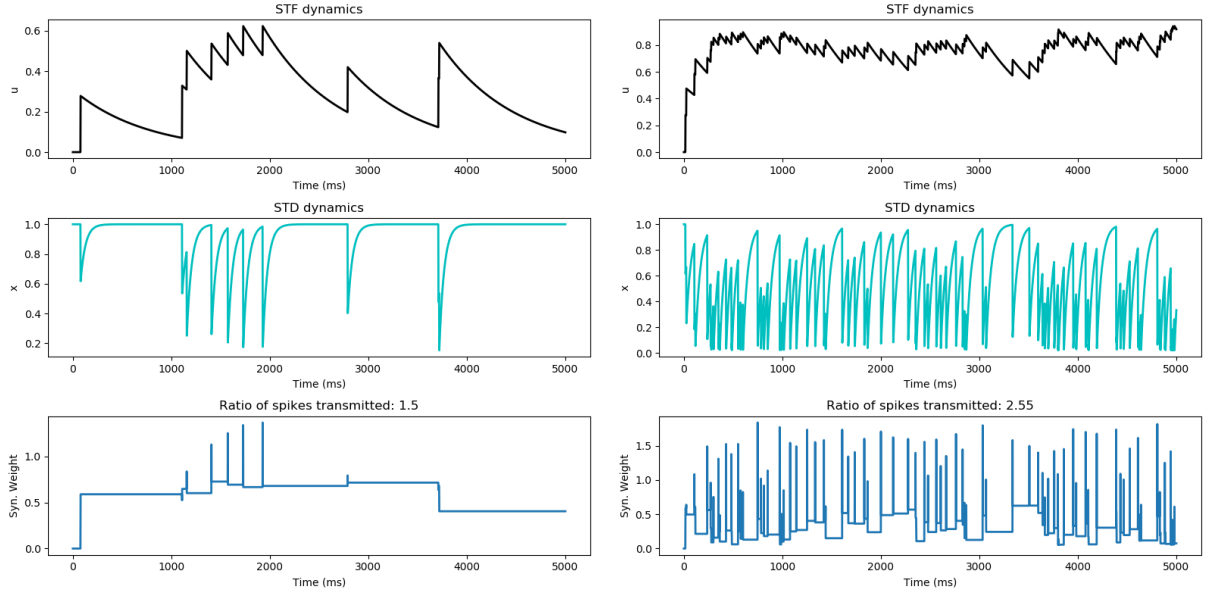 STF dynamics
u
0.6
0.4
0.2
0.0
0 1000 2000 3000 4000 5000
Time (ms)
STF dynamics
u
0.8
0.6
0.4
0.2
0.0
0 1000 2000 3000 4000 5000
Time (ms)
STD dynamics
x
1.0
0.8
0.6
0.4
0.2
0 1000 2000 3000 4000 5000
Time (ms)
STD dynamics
x
1.0
0.8
0.6
0.4
0.2
0.0
0 1000 2000 3000 4000 5000
Time (ms)
Ratio of spikes transmitted: 1.5
Syn. Weight
1.0
0.5
0.0
0 1000 2000 3000 4000 5000
Time (ms)
Ratio of spikes transmitted: 2.55
Syn. Weight
1.5
1.0
0.5
0.0
0 1000 2000 3000 4000 5000
Time (ms)